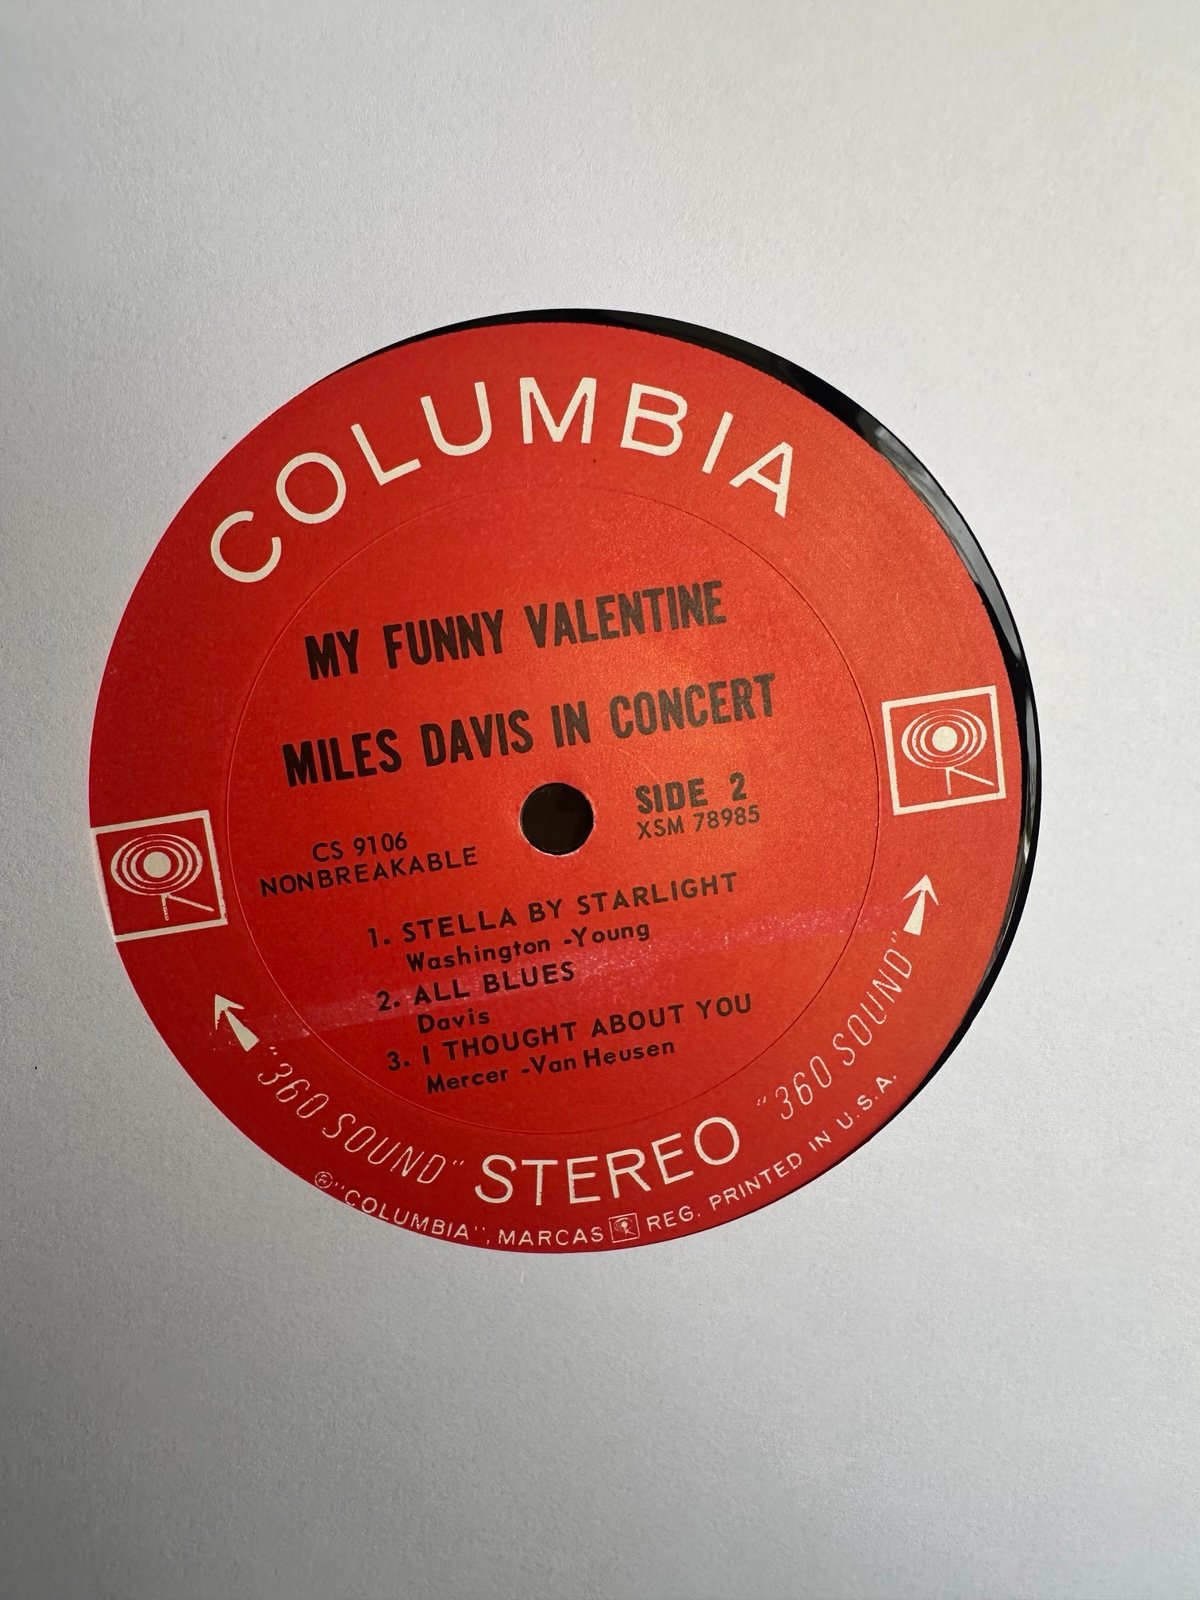 COLUMBIA
MY FUNNY VALENTINE
MILES DAVIS IN CONCERT
SIDE 2
XSM 78985
CS 9106
NONBREAKABLE
1. STELLA BY STARLIGHT
Washington -Young
2. ALL BLUES
Davis
3. I THOUGHT ABOUT YOU
Mercer -Van Heusen
"360 SOUND" STEREO "360 SOUND"
® "COLUMBIA", MARCAS REG. PRINTED IN U.S.A.